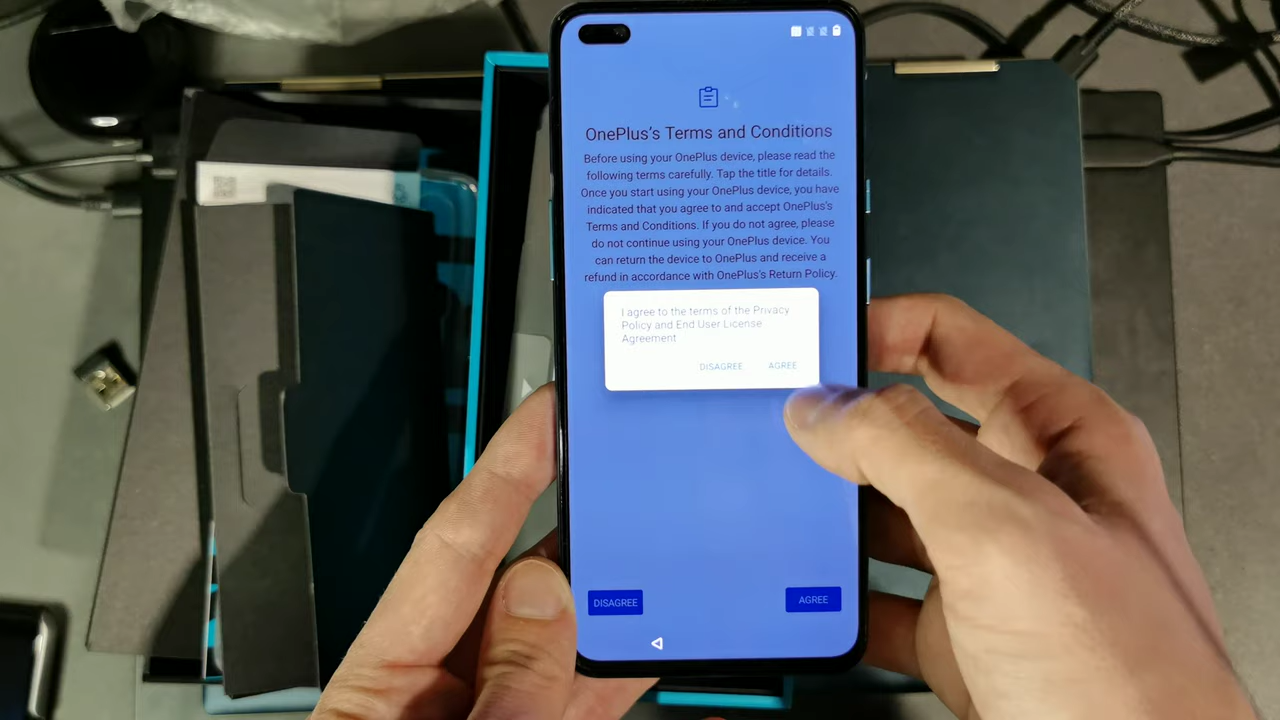 OnePlus's Terms and Conditions
Before using your OnePlus device, please read the
following terms carefully. Tap the title for details.
Once you start using your OnePlus device, you have
indicated that you agree to and accept OnePlus's
Terms and Conditions. If you do not agree, please
do not continue using your OnePlus device. You
can return the device to OnePlus and receive a
refund in accordance with OnePlus's Return Policy.
I agree to the terms of the Privacy
Policy and End User License
Agreement
DISAGREE AGREE
DISAGREE AGREE